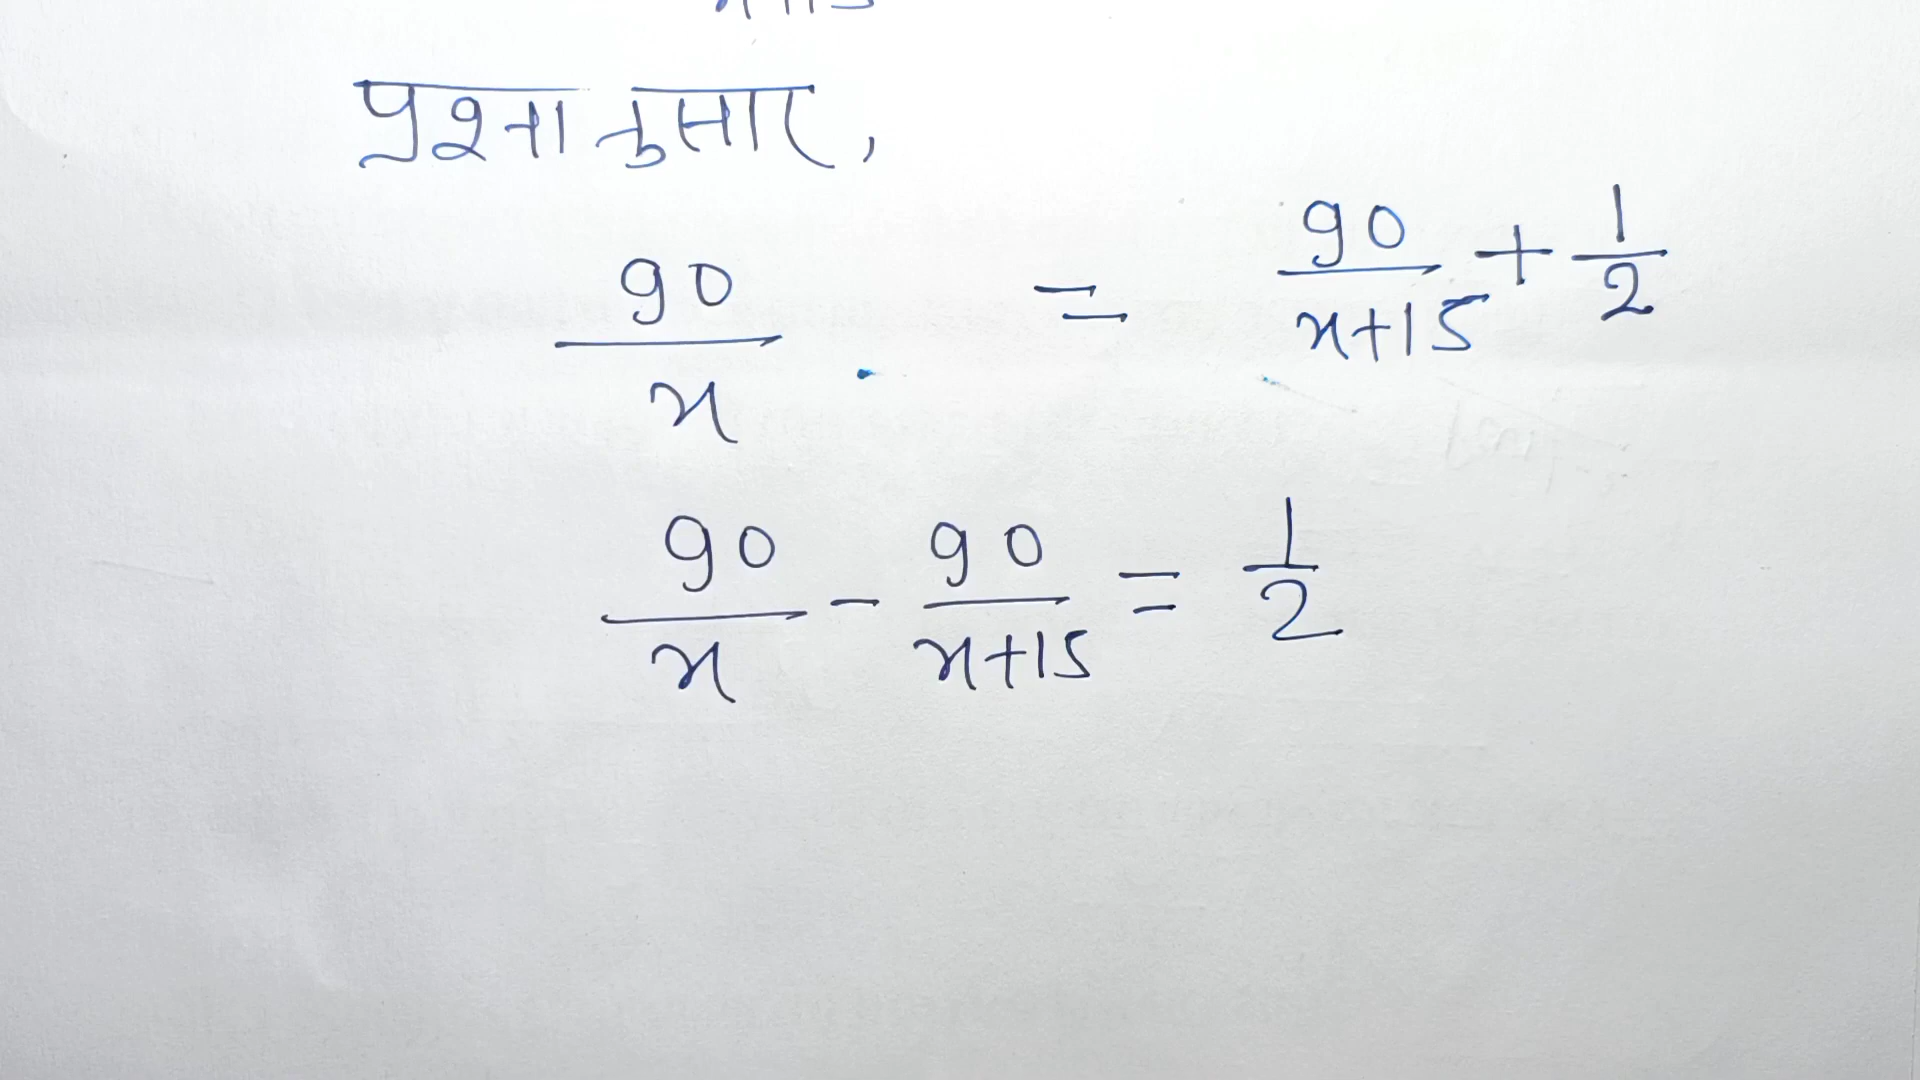 प्रश्नानुसार,
90/x = 90/x+15 + 1/2
90/x - 90/x+15 = 1/2